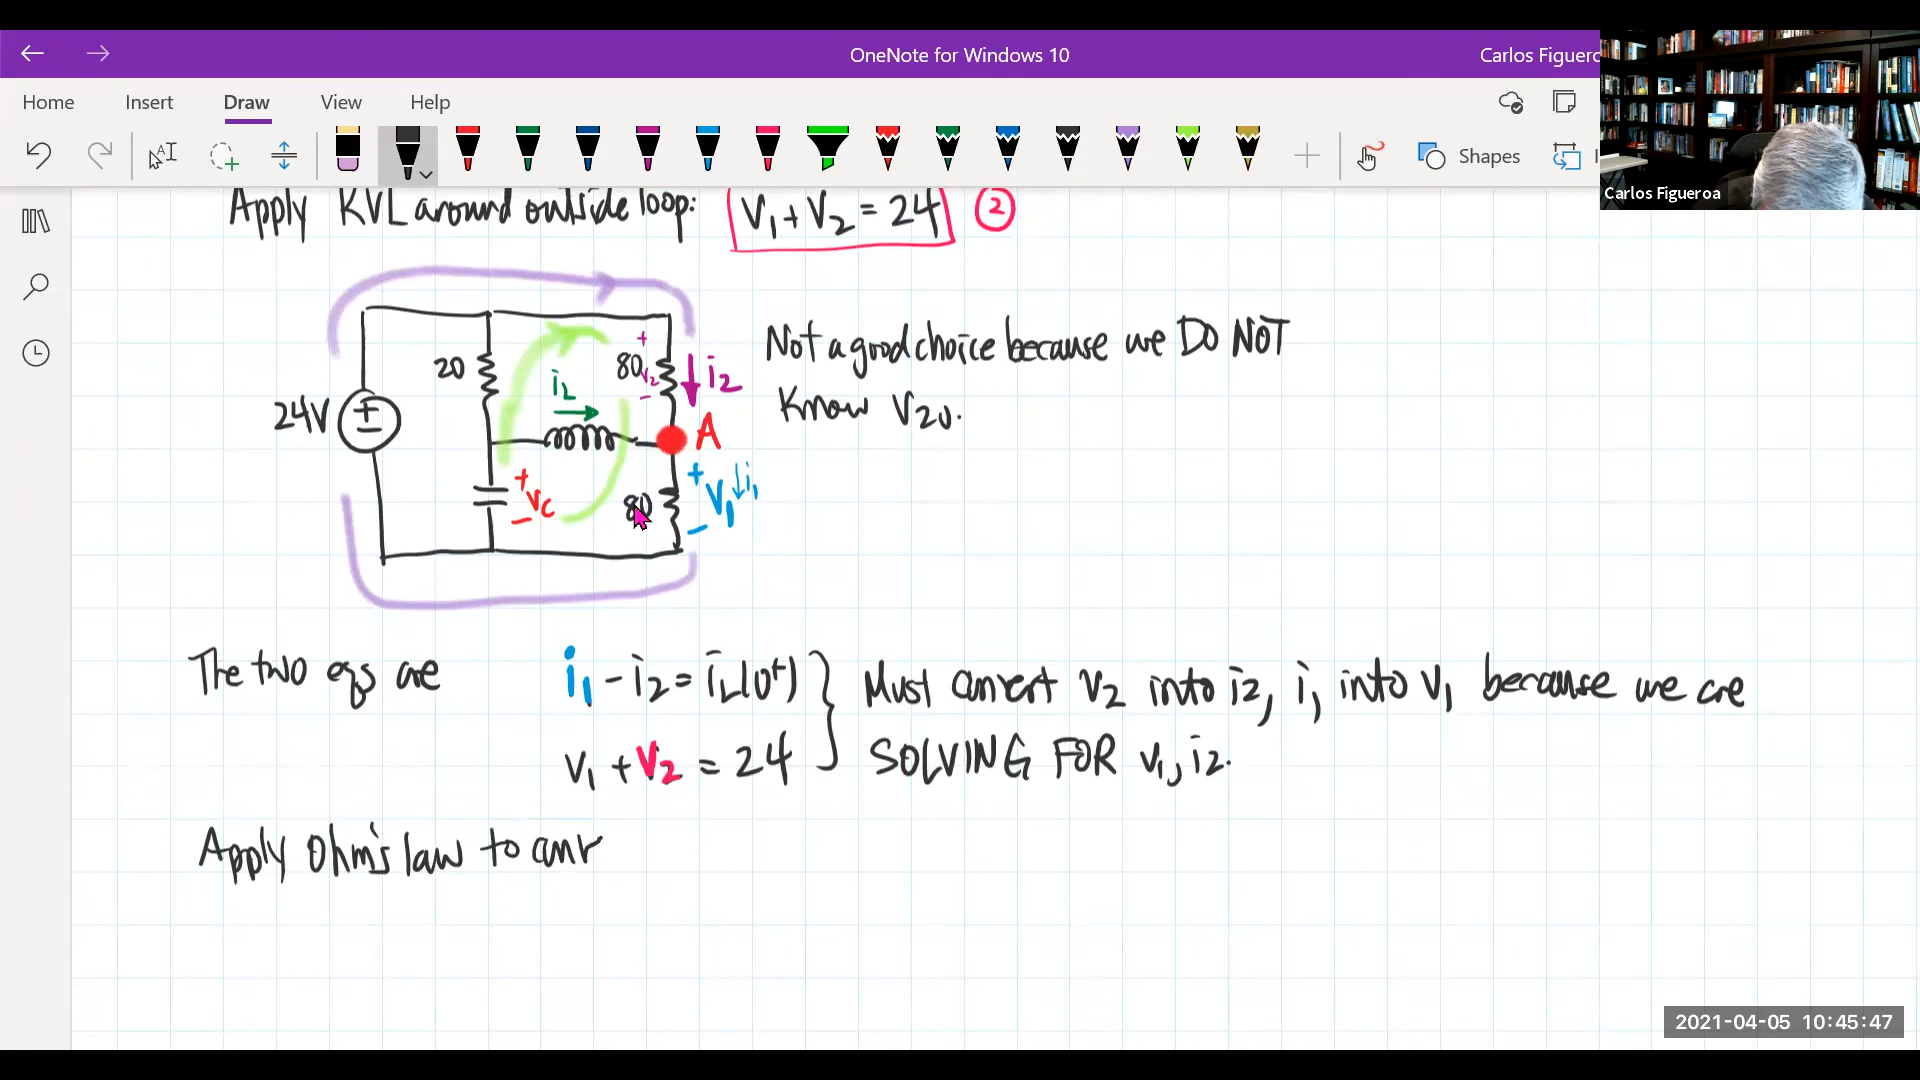 OneNote for Windows 10
Carlos Figuero
Home Insert Draw View Help
Shapes
Carlos Figueroa
Apply KVL around outside loop: V1 + V2 = 24 2
20
80
+
V2
-
i2
iL
24V
A
+
Vc
-
80
+
V1
-
i1
Not a good choice because we DO NOT
Know V20.
The two eqs are
i1 - i2 = iL(0+)
V1 + V2 = 24
Must convert V2 into i2, i1 into V1 because we are
SOLVING FOR V1, i2.
Apply Ohm's law to conv
2021-04-05 10:45:47